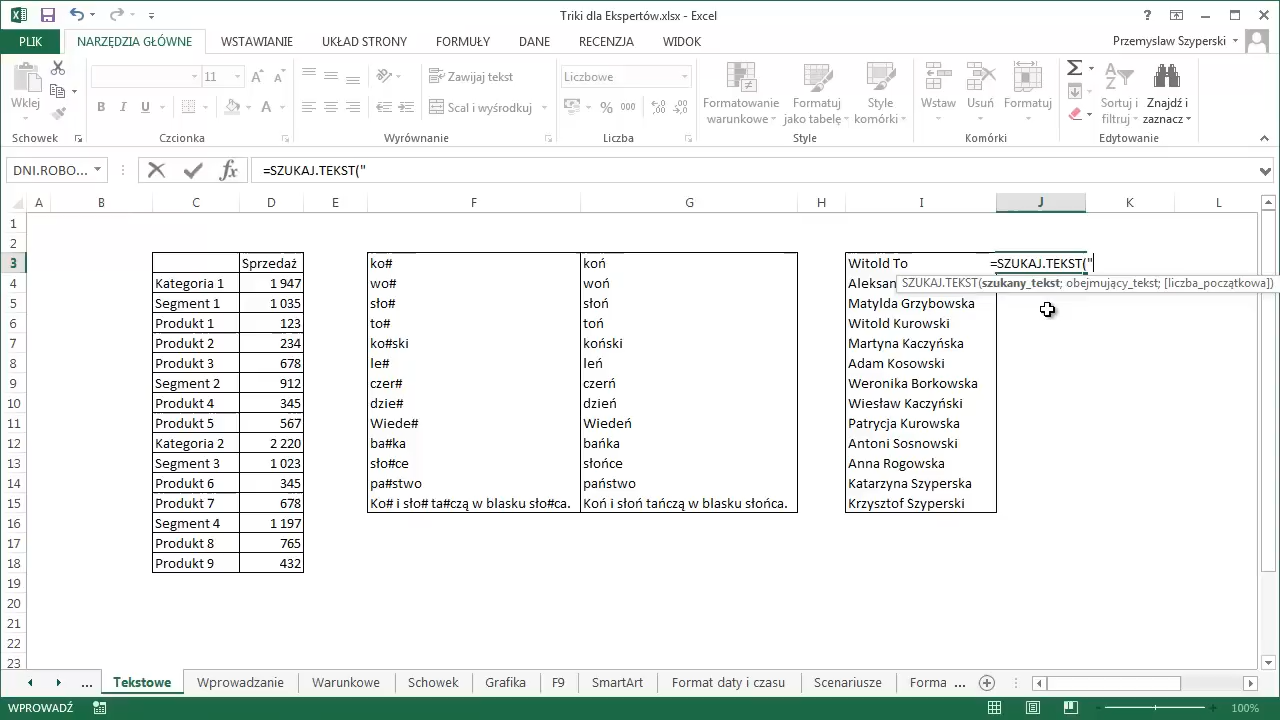 Triki dla Ekspertów.xlsx - Excel
PLIK NARZĘDZIA GŁÓWNE WSTAWIANIE UKŁAD STRONY FORMUŁY DANE RECENZJA WIDOK Przemyslaw Szyperski
Wklej
11
Zawijaj tekst
Scal i wyśrodkuj
Liczbowe
% 000
B I U A
Formatowanie warunkowe
Formatuj jako tabelę
Style komórki
Wstaw Usuń Formatuj
Sortuj i filtruj
Znajdź i zaznacz
Schowek Czcionka Wyrównanie Liczba Style Komórki Edytowanie
DNI.ROBO... fx =SZUKAJ.TEKST("
A B C D E F G H I J K L
1
2
3 Sprzedaż ko# koń Witold To =SZUKAJ.TEKST("
4 Kategoria 1 1 947 wo# woń Aleksan SZUKAJ.TEKST(szukany_tekst; obejmujący_tekst; [liczba_początkowa])
5 Segment 1 1 035 sło# słoń Matylda Grzybowska
6 Produkt 1 123 to# toń Witold Kurowski
7 Produkt 2 234 ko#ski koński Martyna Kaczyńska
8 Produkt 3 678 le# leń Adam Kosowski
9 Segment 2 912 czer# czerń Weronika Borkowska
10 Produkt 4 345 dzie# dzień Wiesław Kaczyński
11 Produkt 5 567 Wiede# Wiedeń Patrycja Kurowska
12 Kategoria 2 2 220 ba#ka bańka Antoni Sosnowski
13 Segment 3 1 023 sło#ce słońce Anna Rogowska
14 Produkt 6 345 pa#stwo państwo Katarzyna Szyperska
15 Produkt 7 678 Ko# i sło# ta#czą w blasku sło#ca. Koń i słoń tańczą w blasku słońca. Krzysztof Szyperski
16 Segment 4 1 197
17 Produkt 8 765
18 Produkt 9 432
19
20
21
22
23
... Tekstowe Wprowadzanie Warunkowe Schowek Grafika F9 SmartArt Format daty i czasu Scenariusze Forma ...
WPROWADŹ 100%